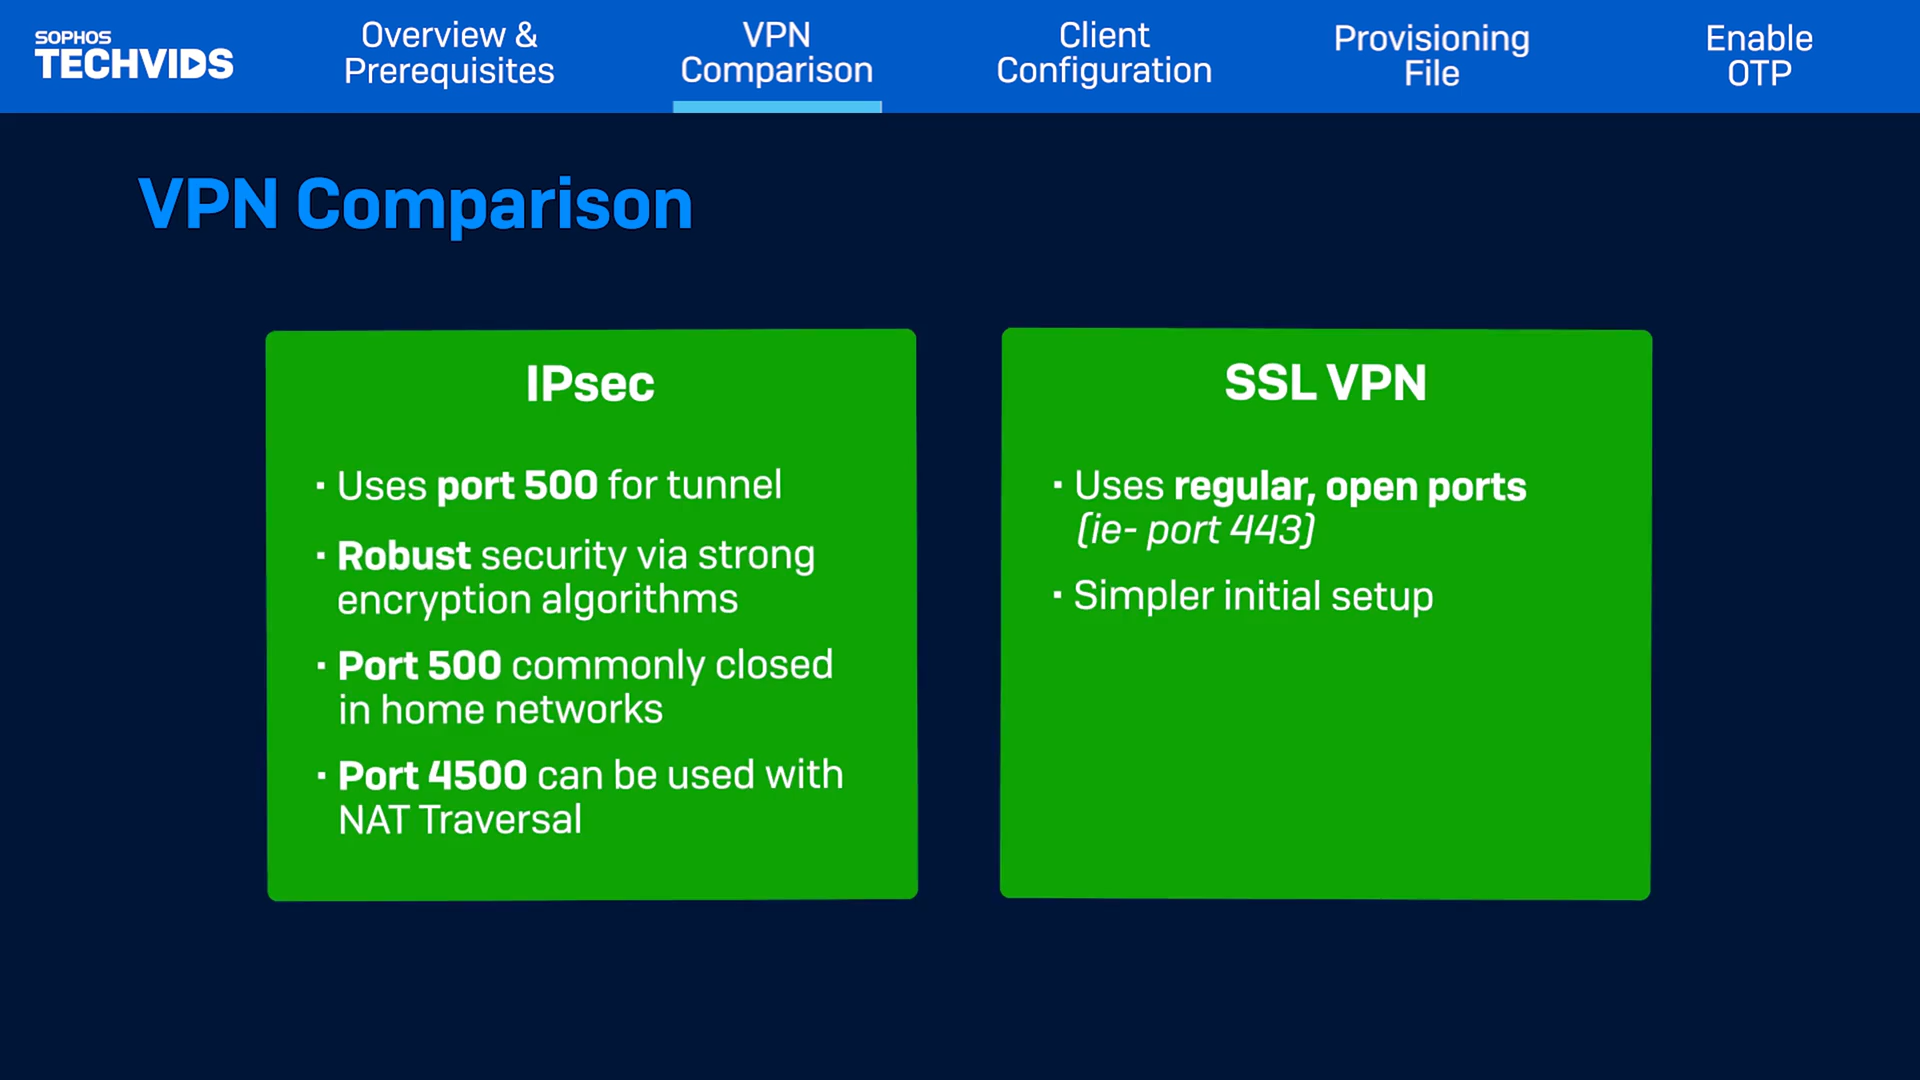 SOPHOS
TECHVIDS
Overview &
Prerequisites
VPN
Comparison
Client
Configuration
Provisioning
File
Enable
OTP
VPN Comparison
IPsec
· Uses port 500 for tunnel
· Robust security via strong
encryption algorithms
· Port 500 commonly closed
in home networks
· Port 4500 can be used with
NAT Traversal
SSL VPN
· Uses regular, open ports
(ie- port 443)
· Simpler initial setup